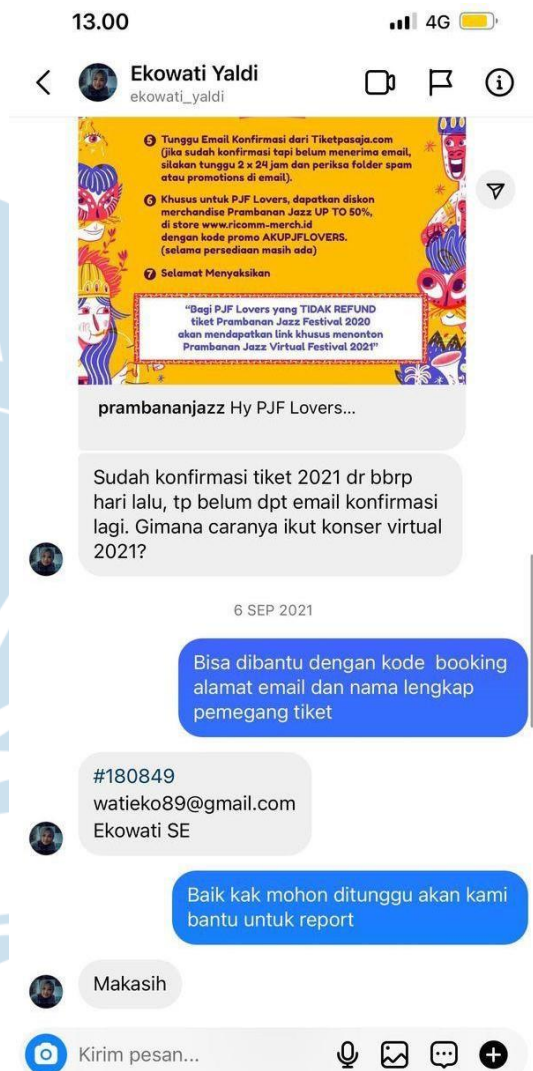 13.00
4G
Ekowati Yaldi
ekowati_yaldi
5 Tunggu Email Konfirmasi dari Tiketpasaja.com
(jika sudah konfirmasi tapi belum menerima email,
silakan tunggu 2 x 24 jam dan periksa folder spam
atau promotions di email).
6 Khusus untuk PJF Lovers, dapatkan diskon
merchandise Prambanan Jazz UP TO 50%,
di store www.ricomm-merch.id
dengan kode promo AKUPJFLOVERS.
(selama persediaan masih ada)
7 Selamat Menyaksikan
"Bagi PJF Lovers yang TIDAK REFUND
tiket Prambanan Jazz Festival 2020
akan mendapatkan link khusus menonton
Prambanan Jazz Virtual Festival 2021"
prambananjazz Hy PJF Lovers...
Sudah konfirmasi tiket 2021 dr bbrp
hari lalu, tp belum dpt email konfirmasi
lagi. Gimana caranya ikut konser virtual
2021?
6 SEP 2021
Bisa dibantu dengan kode booking
alamat email dan nama lengkap
pemegang tiket
#180849
watieko89@gmail.com
Ekowati SE
Baik kak mohon ditunggu akan kami
bantu untuk report
Makasih
Kirim pesan...